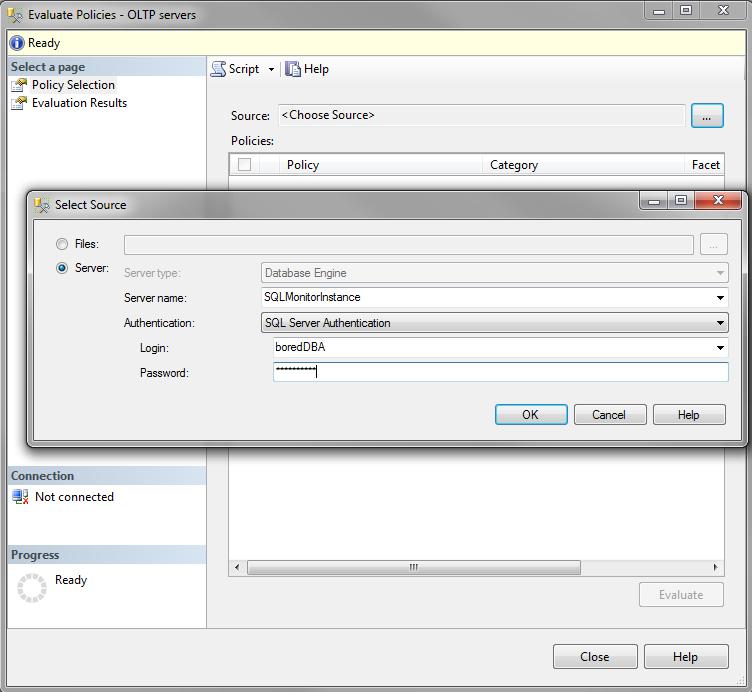 Evaluate Policies - OLTP servers
Ready
Select a page
Policy Selection
Evaluation Results
Script Help
Source: <Choose Source> ...
Policies:
Policy Category Facet
Select Source
Files: ...
Server: Server type: Database Engine
Server name: SQLMonitorInstance
Authentication: SQL Server Authentication
Login: boredDBA
Password: **********
OK Cancel Help
Connection
Not connected
Progress
Ready
Evaluate
Close Help